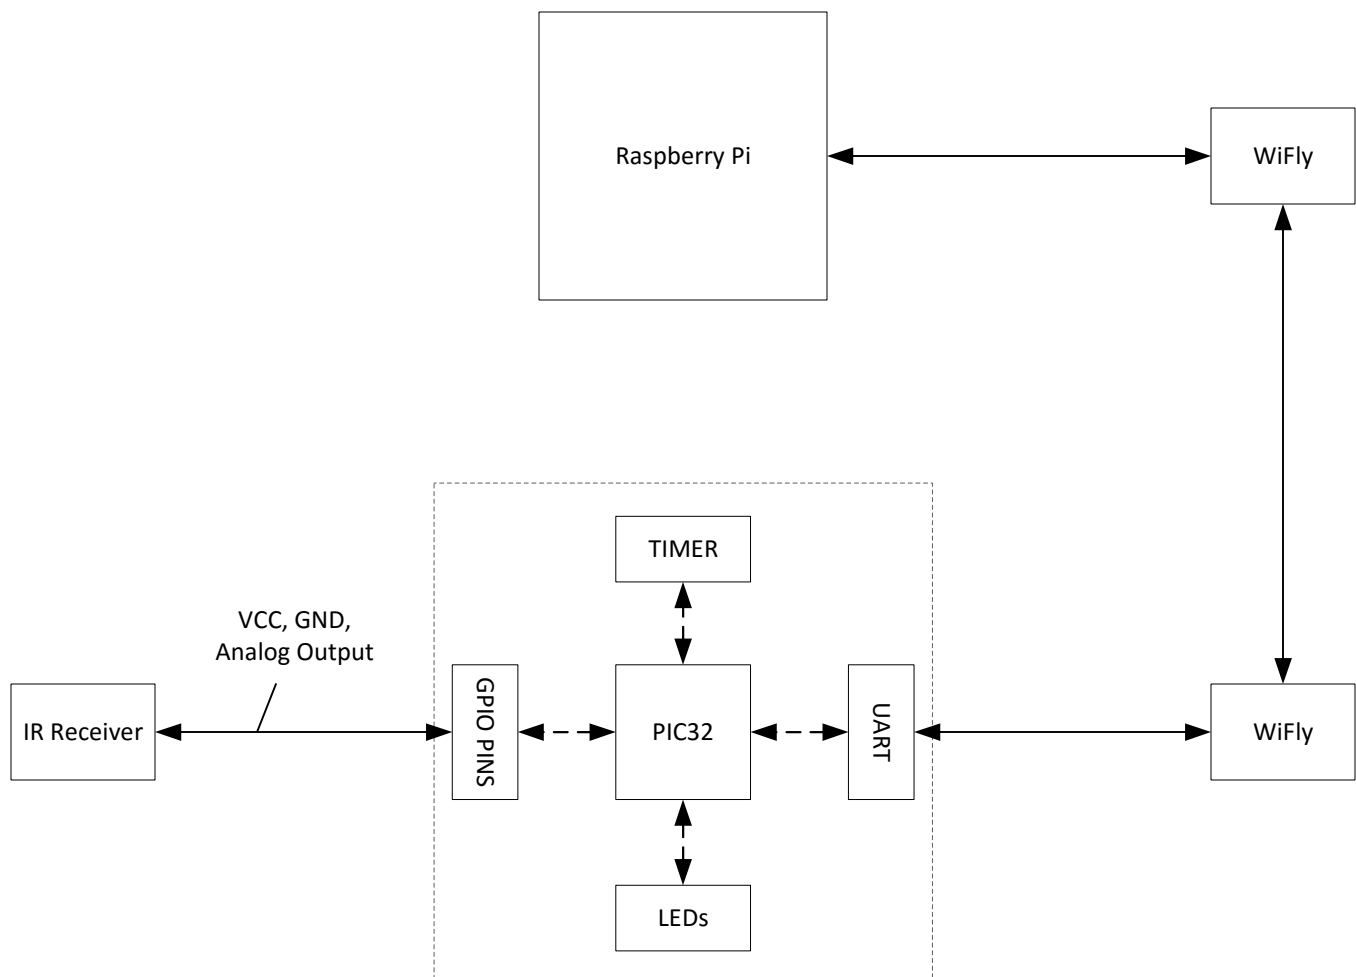 Raspberry Pi
WiFly
TIMER
VCC, GND,
Analog Output
IR Receiver
GPIO PINS
PIC32
UART
WiFly
LEDs